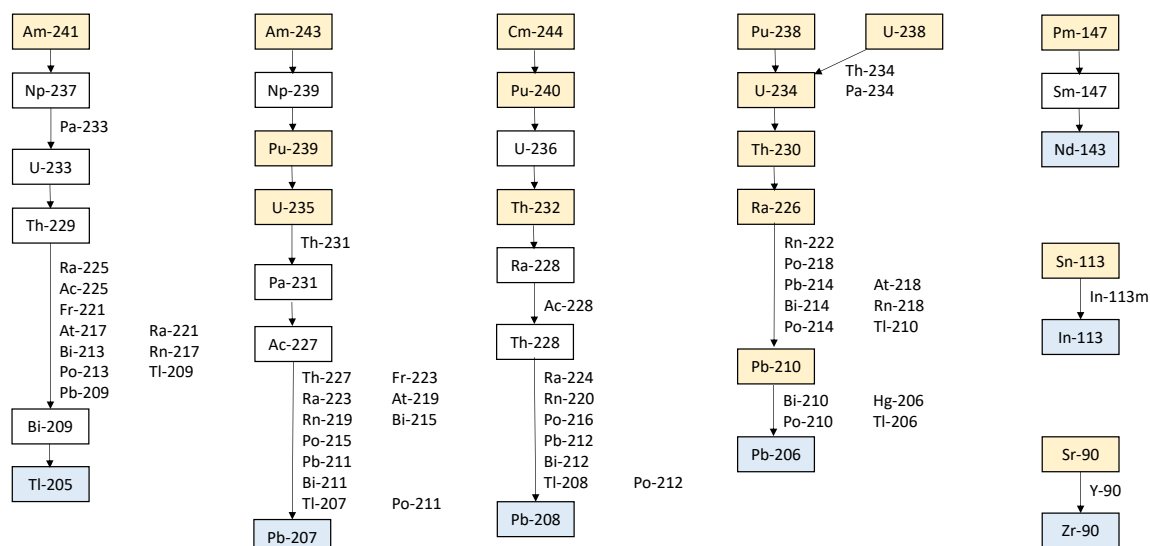 Am-241
Np-237
Pa-233
U-233
Th-229
Ra-225
Ac-225
Fr-221
At-217 Ra-221
Bi-213 Rn-217
Po-213 Tl-209
Pb-209
Bi-209
Tl-205
Am-243
Np-239
Pu-239
U-235
Th-231
Pa-231
Ac-227
Th-227 Fr-223
Ra-223 At-219
Rn-219 Bi-215
Po-215
Pb-211
Bi-211
Tl-207 Po-211
Pb-207
Cm-244
Pu-240
U-236
Th-232
Ra-228
Ac-228
Th-228
Ra-224
Rn-220
Po-216
Pb-212
Bi-212
Tl-208 Po-212
Pb-208
Pu-238 U-238
Th-234
Pa-234
U-234
Th-230
Ra-226
Rn-222
Po-218
Pb-214 At-218
Bi-214 Rn-218
Po-214 Tl-210
Pb-210
Bi-210 Hg-206
Po-210 Tl-206
Pb-206
Pm-147
Sm-147
Nd-143
Sn-113
In-113m
In-113
Sr-90
Y-90
Zr-90